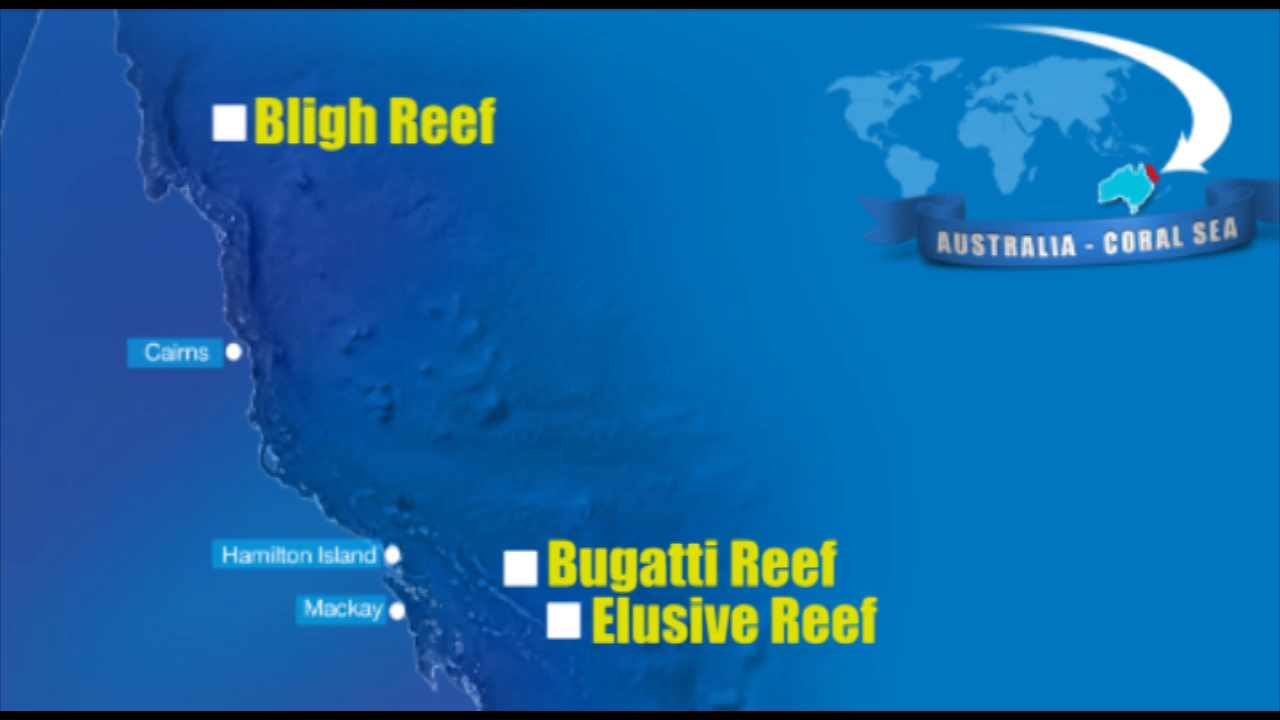 Bligh Reef
AUSTRALIA - CORAL SEA
Cairns
Hamilton Island
Bugatti Reef
Mackay
Elusive Reef